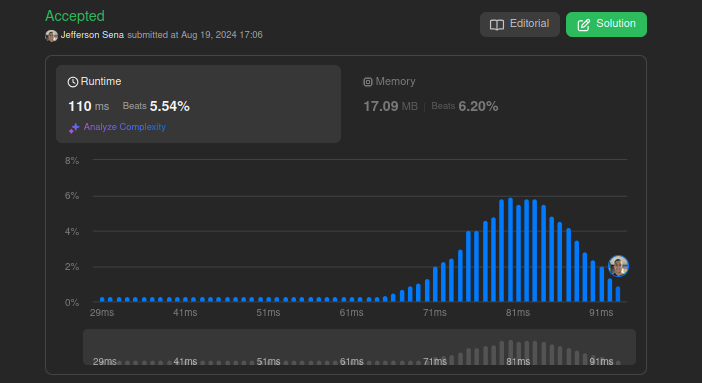 Accepted
Jefferson Sena submitted at Aug 19, 2024 17:06
Editorial
Solution
Runtime
110 ms Beats 5.54%
Analyze Complexity
Memory
17.09 MB | Beats 6.20%
8%
6%
4%
2%
0%
29ms 41ms 51ms 61ms 71ms 81ms 91ms
29ms 41ms 51ms 61ms 71ms 81ms 91ms